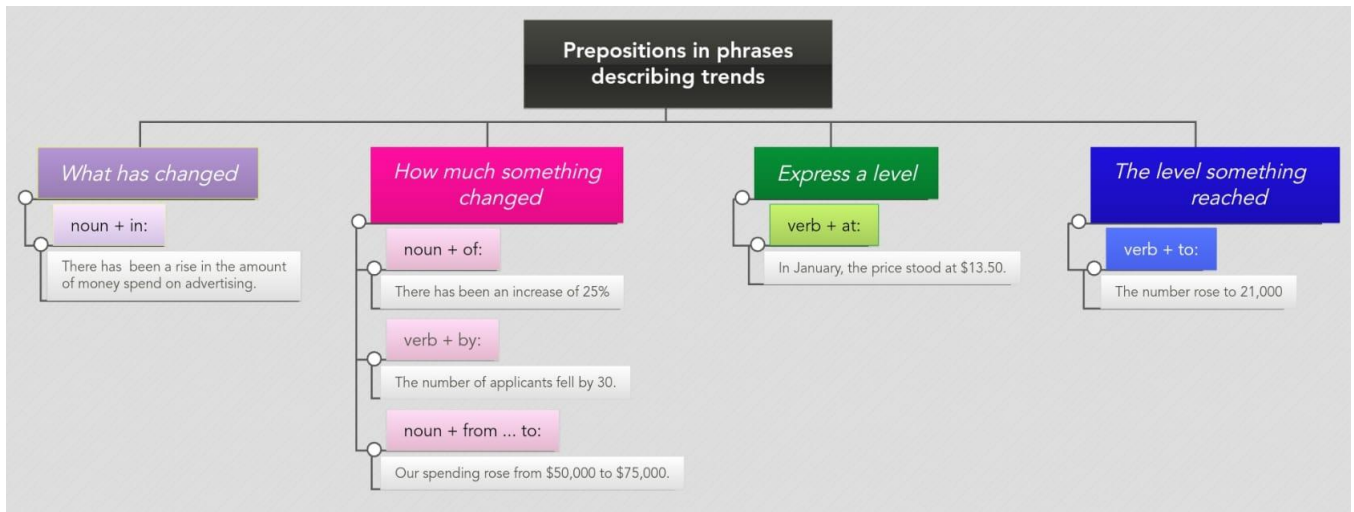 Prepositions in phrases
describing trends
What has changed
noun + in:
There has been a rise in the amount
of money spend on advertising.
How much something
changed
noun + of:
There has been an increase of 25%
verb + by:
The number of applicants fell by 30.
noun + from ... to:
Our spending rose from $50,000 to $75,000.
Express a level
verb + at:
In January, the price stood at $13.50.
The level something
reached
verb + to:
The number rose to 21,000